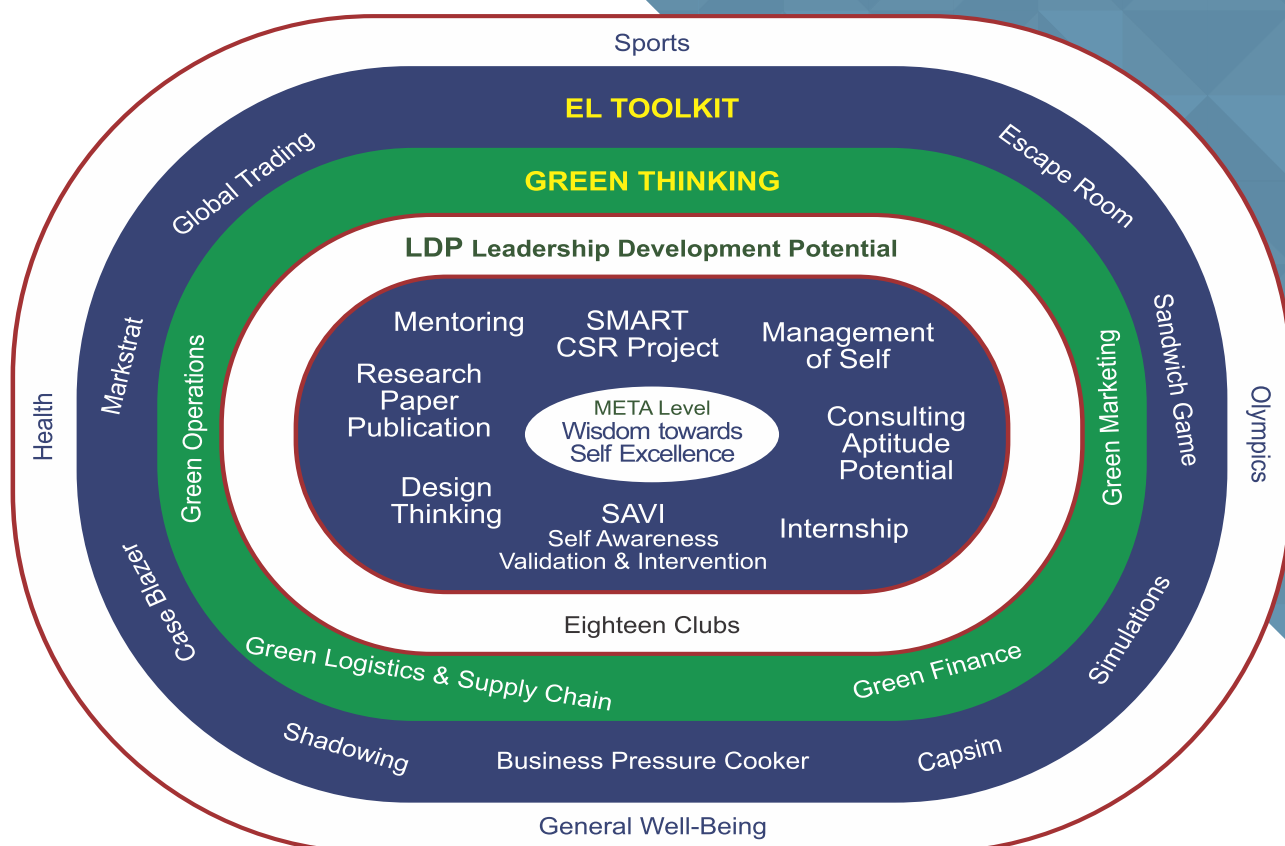 Sports
EL TOOLKIT
Global Trading
Escape Room
GREEN THINKING
LDP Leadership Development Potential
Mentoring
SMART
CSR Project
Management
of Self
Research
Paper
Publication
META Level
Wisdom towards
Self Excellence
Consulting
Aptitude
Potential
Design
Thinking
SAVI
Self Awareness
Validation & Intervention
Internship
Eighteen Clubs
Health
Markstrat
Green Operations
Green Marketing
Sandwich Game
Olympics
Case Blazer
Green Logistics & Supply Chain
Green Finance
Simulations
Shadowing
Business Pressure Cooker
Capsim
General Well-Being